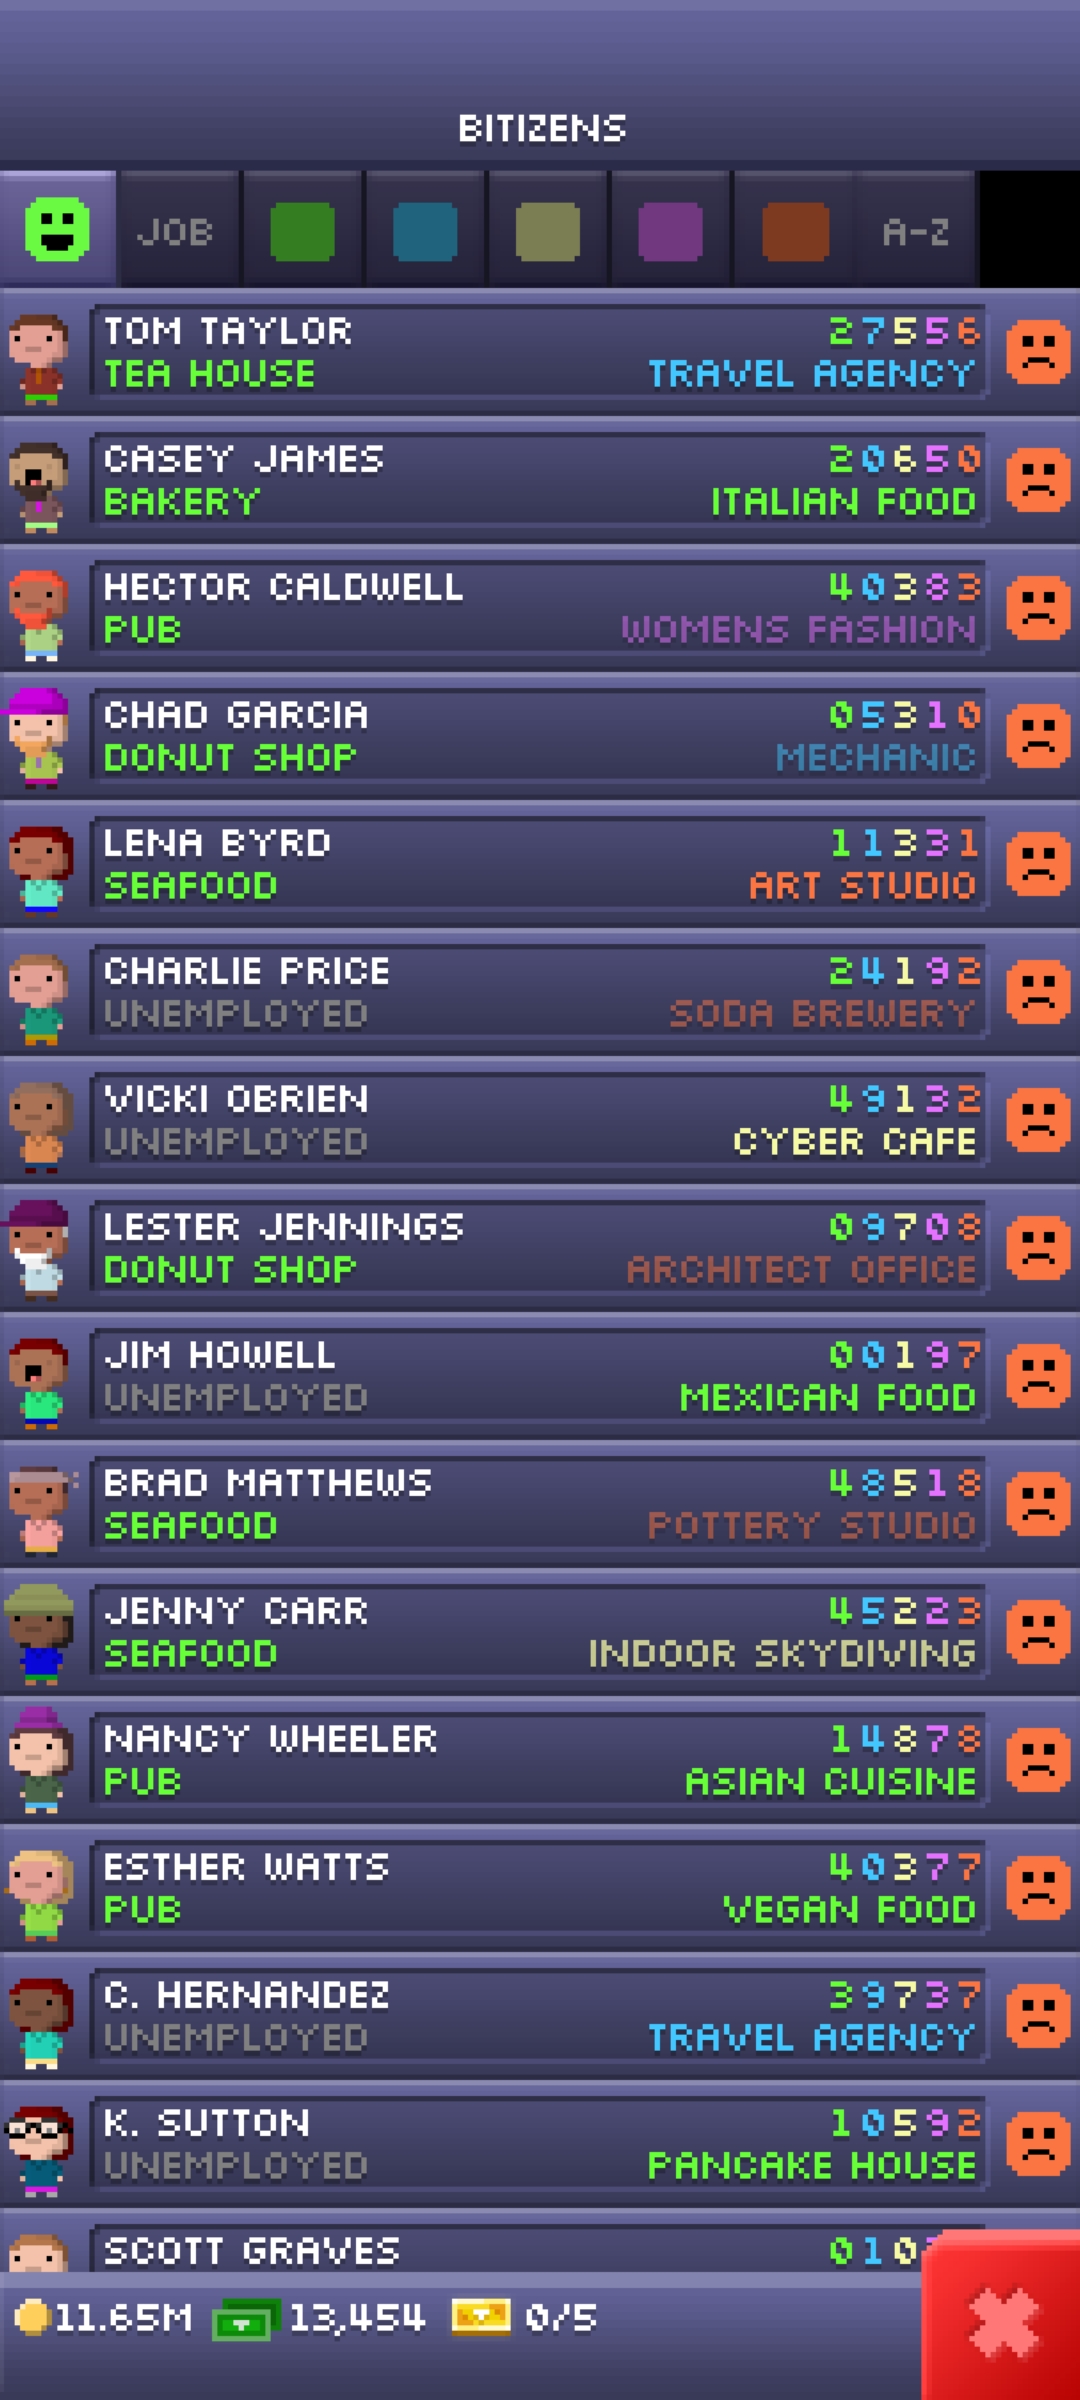 BITIZENS
JOB A-Z
TOM TAYLOR 27556
TEA HOUSE TRAVEL AGENCY
CASEY JAMES 20650
BAKERY ITALIAN FOOD
HECTOR CALDWELL 40383
PUB WOMENS FASHION
CHAD GARCIA 05310
DONUT SHOP MECHANIC
LENA BYRD 11331
SEAFOOD ART STUDIO
CHARLIE PRICE 24192
UNEMPLOYED SODA BREWERY
VICKI OBRIEN 49132
UNEMPLOYED CYBER CAFE
LESTER JENNINGS 09708
DONUT SHOP ARCHITECT OFFICE
JIM HOWELL 00197
UNEMPLOYED MEXICAN FOOD
BRAD MATTHEWS 48518
SEAFOOD POTTERY STUDIO
JENNY CARR 45223
SEAFOOD INDOOR SKYDIVING
NANCY WHEELER 14878
PUB ASIAN CUISINE
ESTHER WATTS 40377
PUB VEGAN FOOD
C. HERNANDEZ 39737
UNEMPLOYED TRAVEL AGENCY
K. SUTTON 10592
UNEMPLOYED PANCAKE HOUSE
SCOTT GRAVES 010
11.65M 13,454 0/5